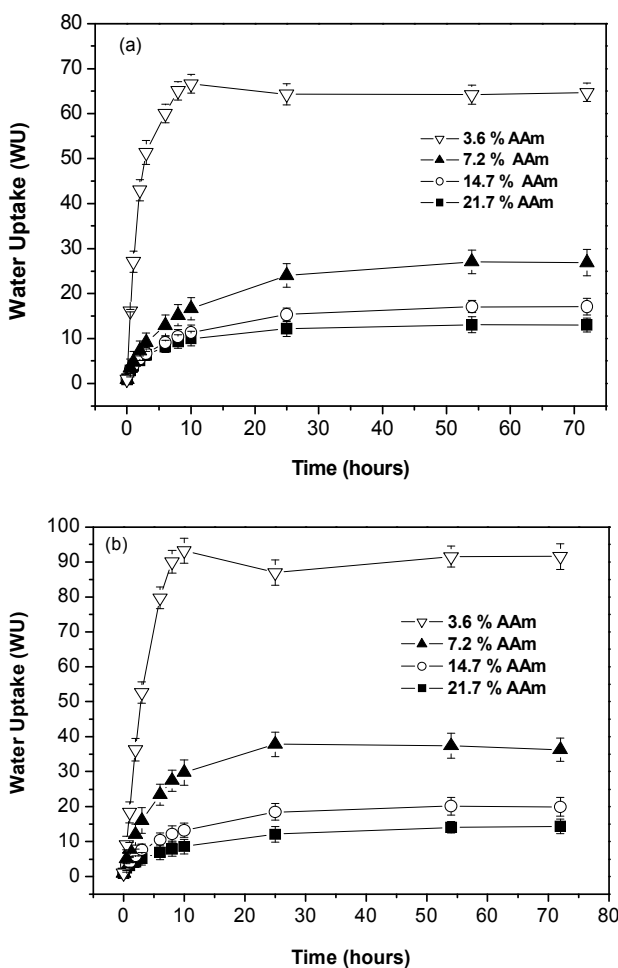 (a)
80
70
60
50
40
30
20
10
0
Water Uptake (WU)
3.6 % AAm
7.2 % AAm
14.7 % AAm
21.7 % AAm
0 10 20 30 40 50 60 70
Time (hours)
(b)
100
90
80
70
60
50
40
30
20
10
0
Water Uptake (WU)
3.6 % AAm
7.2 % AAm
14.7 % AAm
21.7 % AAm
0 10 20 30 40 50 60 70 80
Time (hours)